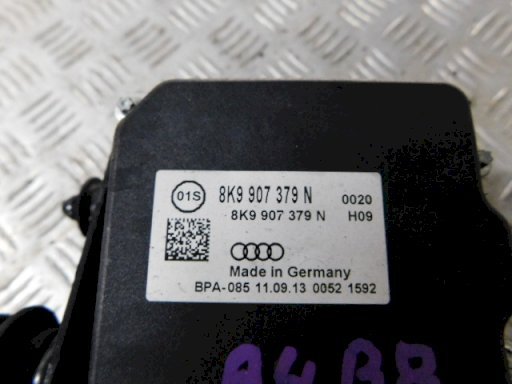 01S 8K9 907 379 N 0020
8K9 907 379 N H09
Made in Germany
BPA-085 11.09.13 0052 1592
A4 B8